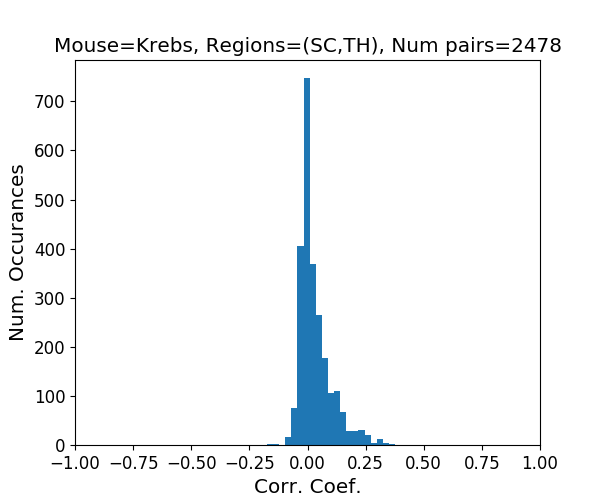 Mouse=Krebs, Regions=(SC,TH), Num pairs=2478
Num. Occurances
700
600
500
400
300
200
100
0
−1.00 −0.75 −0.50 −0.25 0.00 0.25 0.50 0.75 1.00
Corr. Coef.